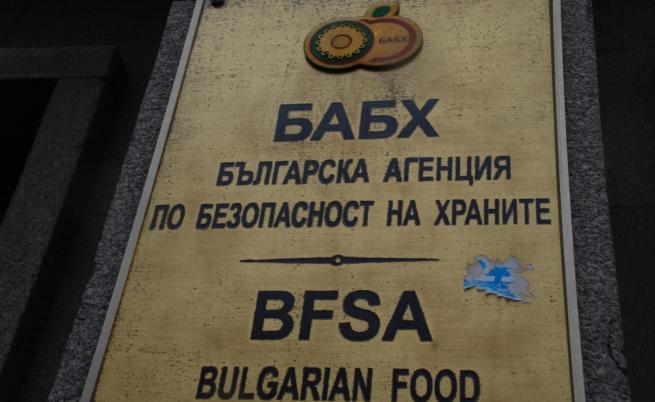 БАБХ
БАБХ
БЪЛГАРСКА АГЕНЦИЯ
ПО БЕЗОПАСНОСТ НА ХРАНИТЕ
BFSA
BULGARIAN FOOD